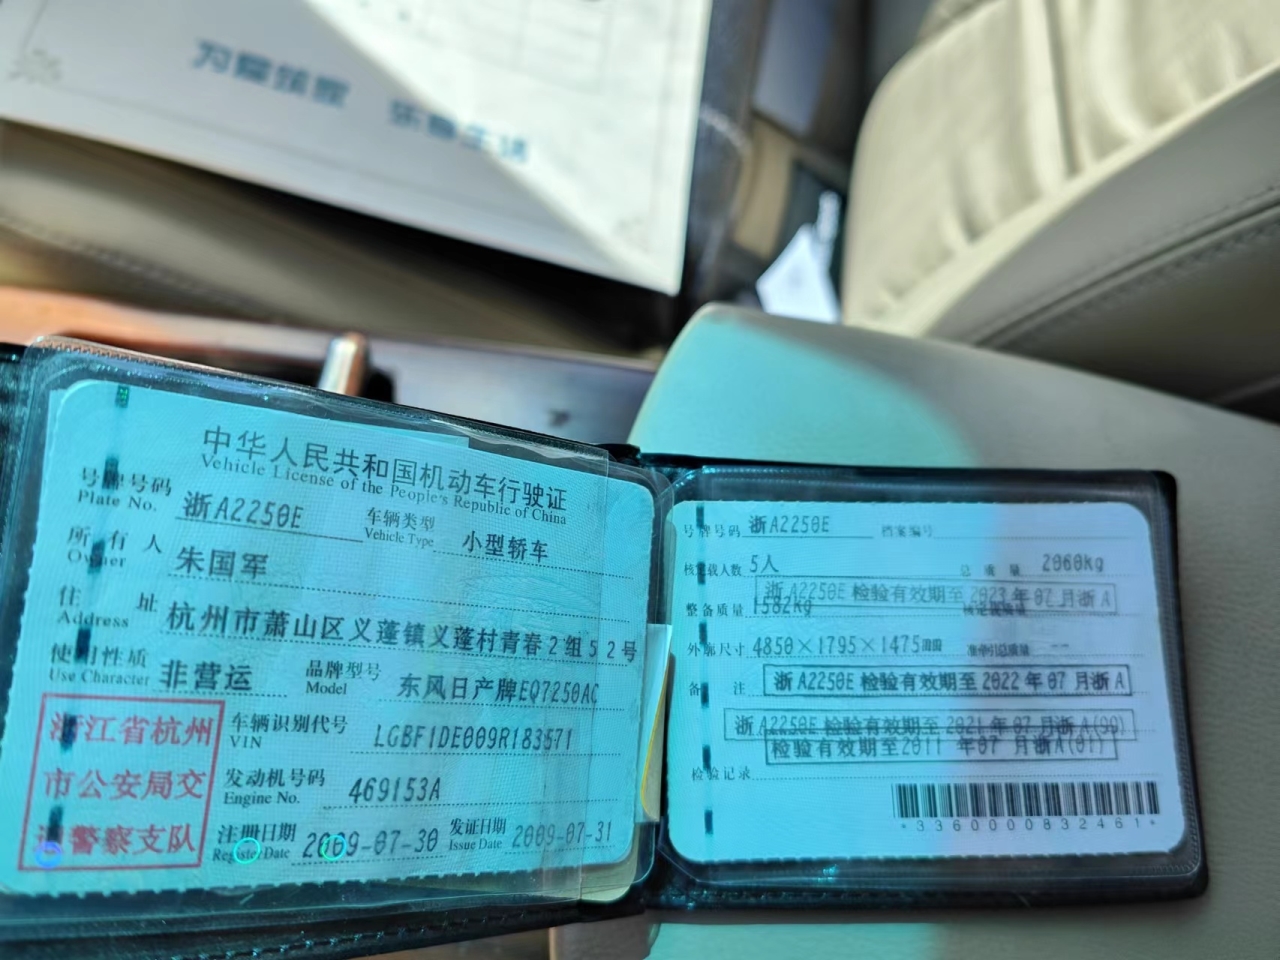 中华人民共和国机动车行驶证
Vehicle License of the People's Republic of China
号牌号码 浙A2250E 车辆类型 小型轿车
Plate No. Vehicle Type
所有人 朱国军
Owner
住址 杭州市萧山区义蓬镇义蓬村青春2组52号
Address
使用性质 非营运 品牌型号 东风日产牌EQ7250AC
Use Character Model
浙江省杭州
市公安局交
警察支队
车辆识别代号 LGBF1DE009R183571
VIN
发动机号码 469153A
Engine No.
注册日期 2009-07-30 发证日期 2009-07-31
Register Date Issue Date
号牌号码 浙A2250E 档案编号
核定载人数 5人 总质量 2060kg
浙A2250E 检验有效期至2023年07月浙A
整备质量 1582kg
外廓尺寸 4850×1795×1475mm 准牵引总质量 --
备注 浙A2250E 检验有效期至2022年07月浙A
浙A2250E 检验有效期至2021年07月浙A(99)
检验有效期至2011年07月浙A(01)
检验记录
*3360000832461*